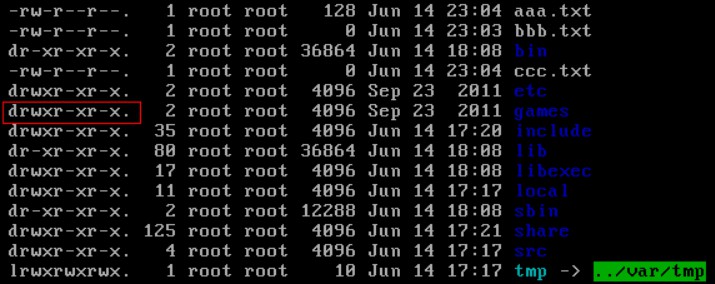 -rw-r--r--. 1 root root 128 Jun 14 23:04 aaa.txt
-rw-r--r--. 1 root root 0 Jun 14 23:03 bbb.txt
dr-xr-xr-x. 2 root root 36864 Jun 14 18:08 bin
-rw-r--r--. 1 root root 0 Jun 14 23:04 ccc.txt
drwxr-xr-x. 2 root root 4096 Sep 23 2011 etc
drwxr-xr-x. 2 root root 4096 Sep 23 2011 games
drwxr-xr-x. 35 root root 4096 Jun 14 17:20 include
dr-xr-xr-x. 80 root root 36864 Jun 14 18:08 lib
drwxr-xr-x. 17 root root 4096 Jun 14 18:08 libexec
drwxr-xr-x. 11 root root 4096 Jun 14 17:17 local
dr-xr-xr-x. 2 root root 12288 Jun 14 18:08 sbin
drwxr-xr-x. 125 root root 4096 Jun 14 17:21 share
drwxr-xr-x. 4 root root 4096 Jun 14 17:17 src
lrwxrwxrwx. 1 root root 10 Jun 14 17:17 tmp -> ../var/tmp